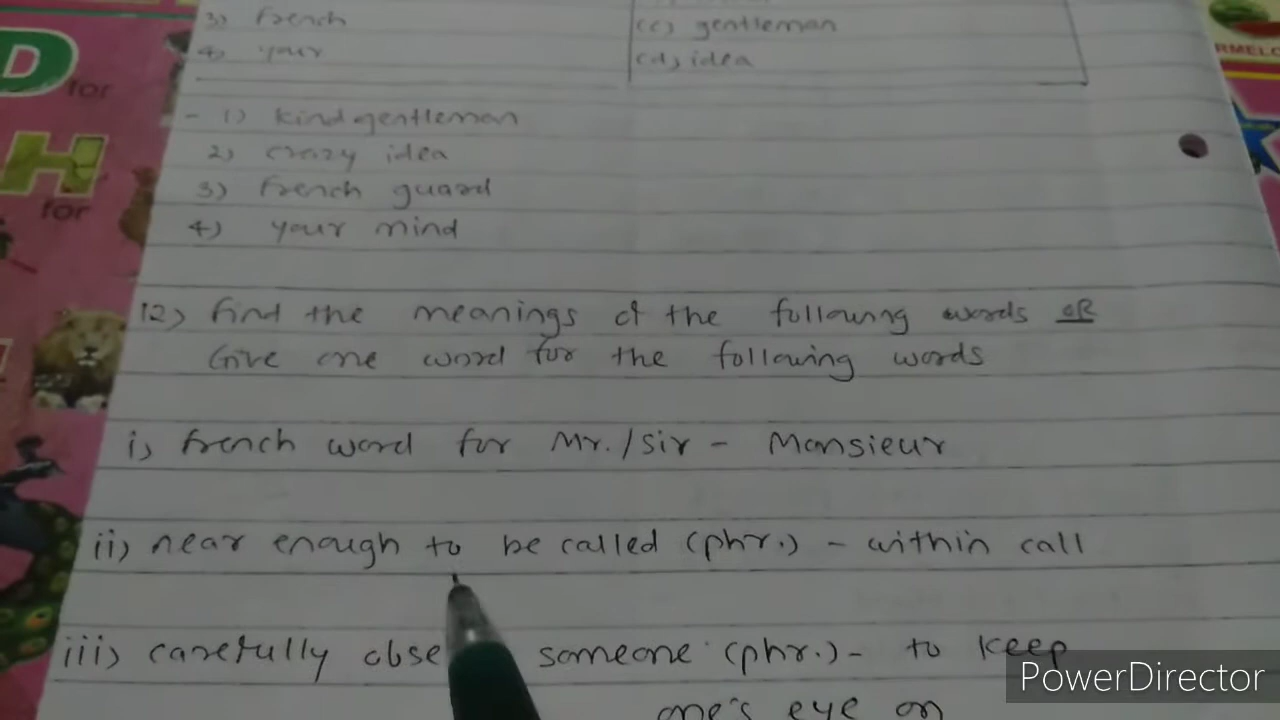 3) French (c) gentleman
4) your (d) idea
- 1) kind gentleman
2) crazy idea
3) French guard
4) your mind
12) Find the meanings of the following words OR
Give one word for the following words
i) French word for Mr./Sir - Monsieur
ii) near enough to be called (phr.) - within call
iii) carefully obse someone (phr.) - to keep
one's eye on
D
for
H
for
RMELO
PowerDirector